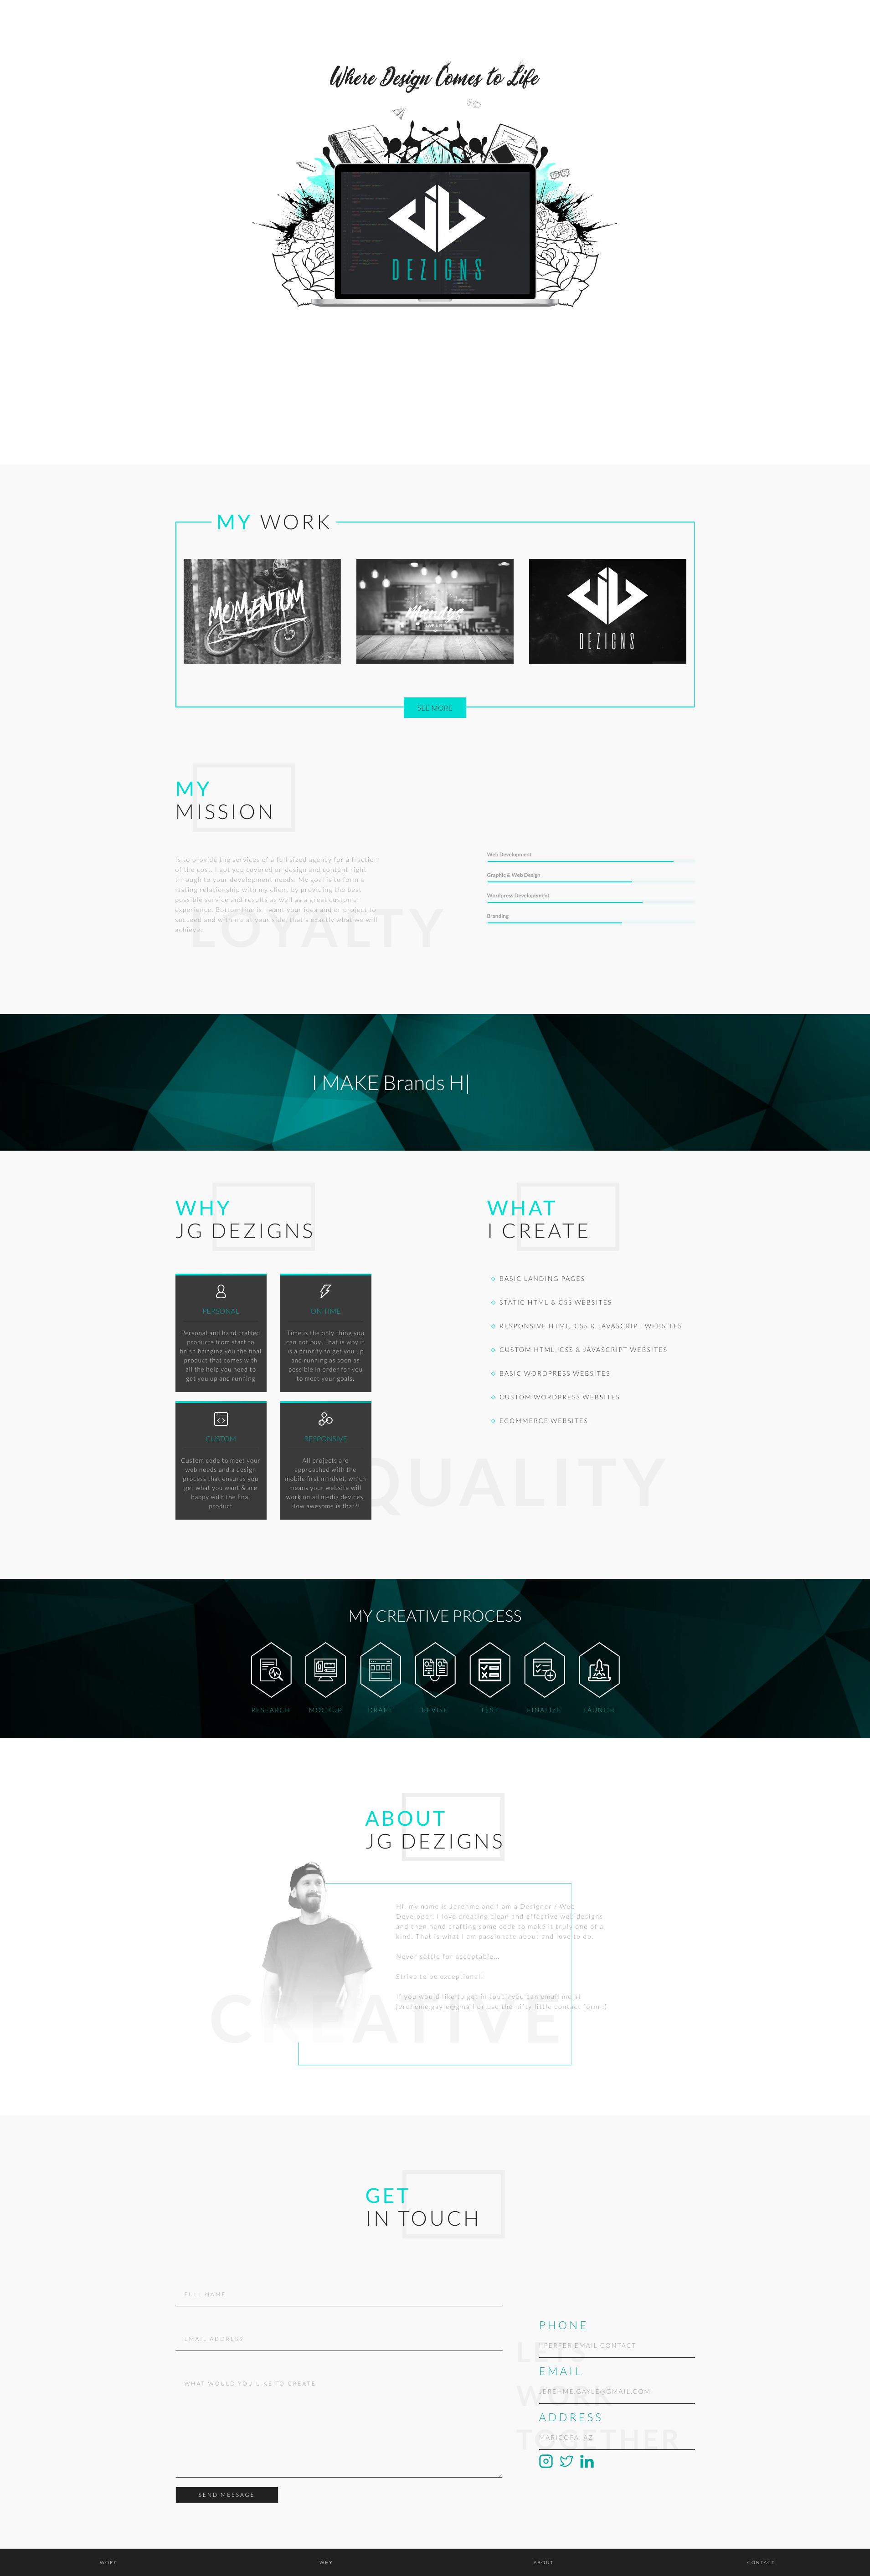 Where Design Comes to Life
DEZIGNS
MY WORK
MOMENTUM
DEZIGNS
SEE MORE
MY
MISSION
Is to provide the services of a full sized agency for a fraction
of the cost, I got you covered on design and content right
through to your development needs. My goal is to form a
lasting relationship with my client by providing the best
possible service and results as well as a great customer
experience. Bottom line is I want your idea and or project to
succeed and with me at your side, that's exactly what we will
achieve.
LOYALTY
Web Development
Graphic & Web Design
Wordpress Developement
Branding
I MAKE Brands H|
WHY
JG DEZIGNS
PERSONAL
Personal and hand crafted
products from start to
finish bringing you the final
product that comes with
all the help you need to
get you up and running
ON TIME
Time is the only thing you
can not buy, That is why it
is a priority to get you up
and running as soon as
possible in order for you
to meet your goals.
CUSTOM
Custom code to meet your
web needs and a design
process that ensures you
get what you want & are
happy with the final
product
RESPONSIVE
All projects are
approached with the
mobile first mindset, which
means your website will
work on all media devices.
How awesome is that?!
WHAT
I CREATE
BASIC LANDING PAGES
STATIC HTML & CSS WEBSITES
RESPONSIVE HTML, CSS & JAVASCRIPT WEBSITES
CUSTOM HTML, CSS & JAVASCRIPT WEBSITES
BASIC WORDPRESS WEBSITES
CUSTOM WORDPRESS WEBSITES
ECOMMERCE WEBSITES
QUALITY
MY CREATIVE PROCESS
RESEARCH
MOCKUP
DRAFT
REVISE
TEST
FINALIZE
LAUNCH
ABOUT
JG DEZIGNS
Hi, my name is Jerehme and I am a Designer / Web
Developer. I love creating clean and effective web designs
and then hand crafting some code to make it truly one of a
kind. That is what I am passionate about and love to do.
Never settle for acceptable...
Strive to be exceptional!
If you would like to get in touch you can email me at
jerehme.gayle@gmail or use the nifty little contact form :)
CREATIVE
GET
IN TOUCH
FULL NAME
EMAIL ADDRESS
WHAT WOULD YOU LIKE TO CREATE
SEND MESSAGE
LETS
WORK
TOGETHER
PHONE
I PERFER EMAIL CONTACT
EMAIL
JEREHME.GAYLE@GMAIL.COM
ADDRESS
MARICOPA, AZ.
WORK
WHY
ABOUT
CONTACT